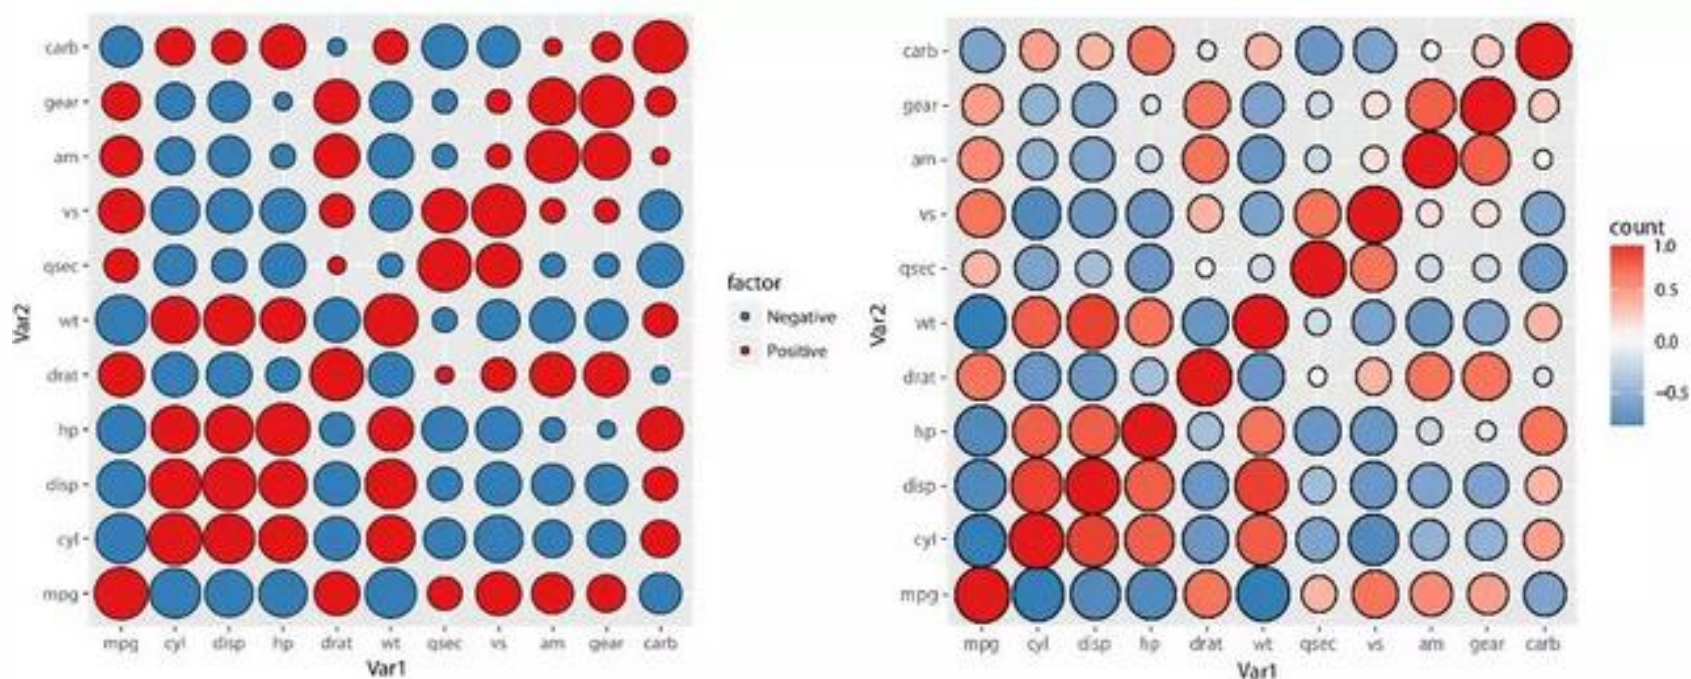 carb
gear
am
vs
qsec
wt
drat
hp
disp
cyl
mpg
Var2
mpg cyl disp hp drat wt qsec vs am gear carb
Var1
factor
Negative
Positive
carb
gear
am
vs
qsec
wt
drat
hp
disp
cyl
mpg
Var2
mpg cyl disp hp drat wt qsec vs am gear carb
Var1
count
1.0
0.5
0.0
−0.5